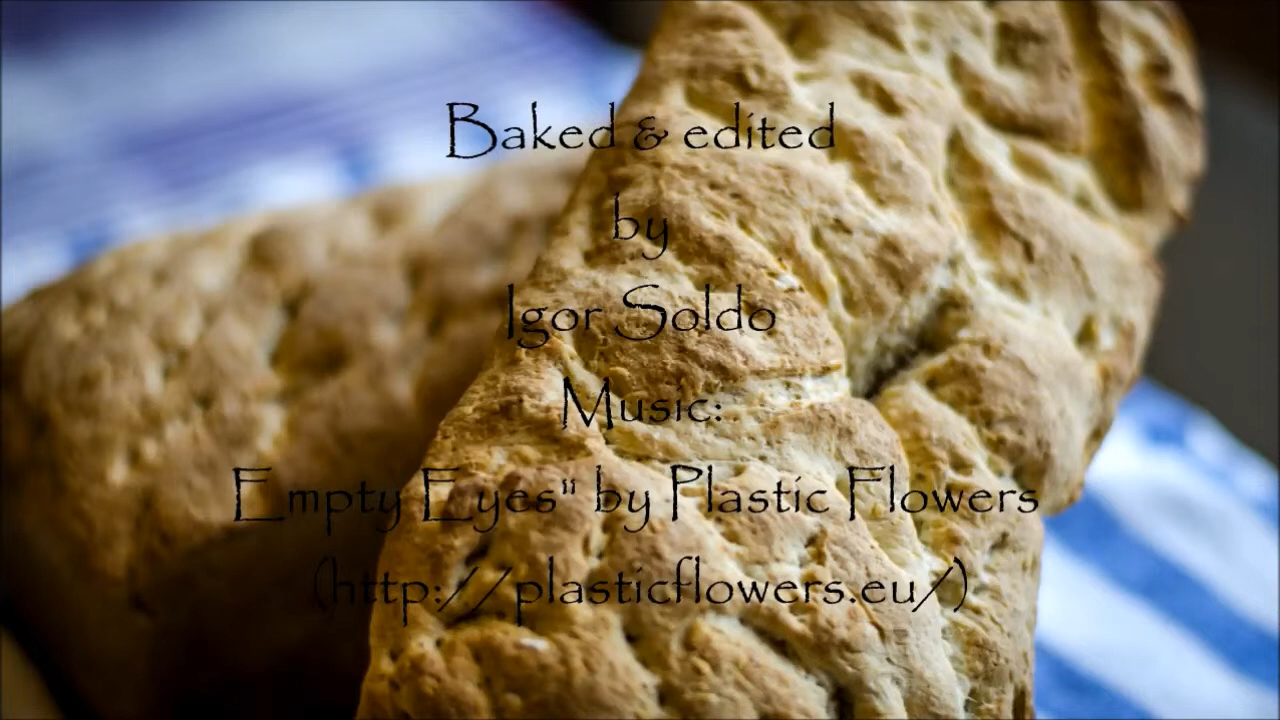 Baked & edited
by
Igor Soldo
Music:
Empty Eyes" by Plastic Flowers
(http://plasticflowers.eu/)